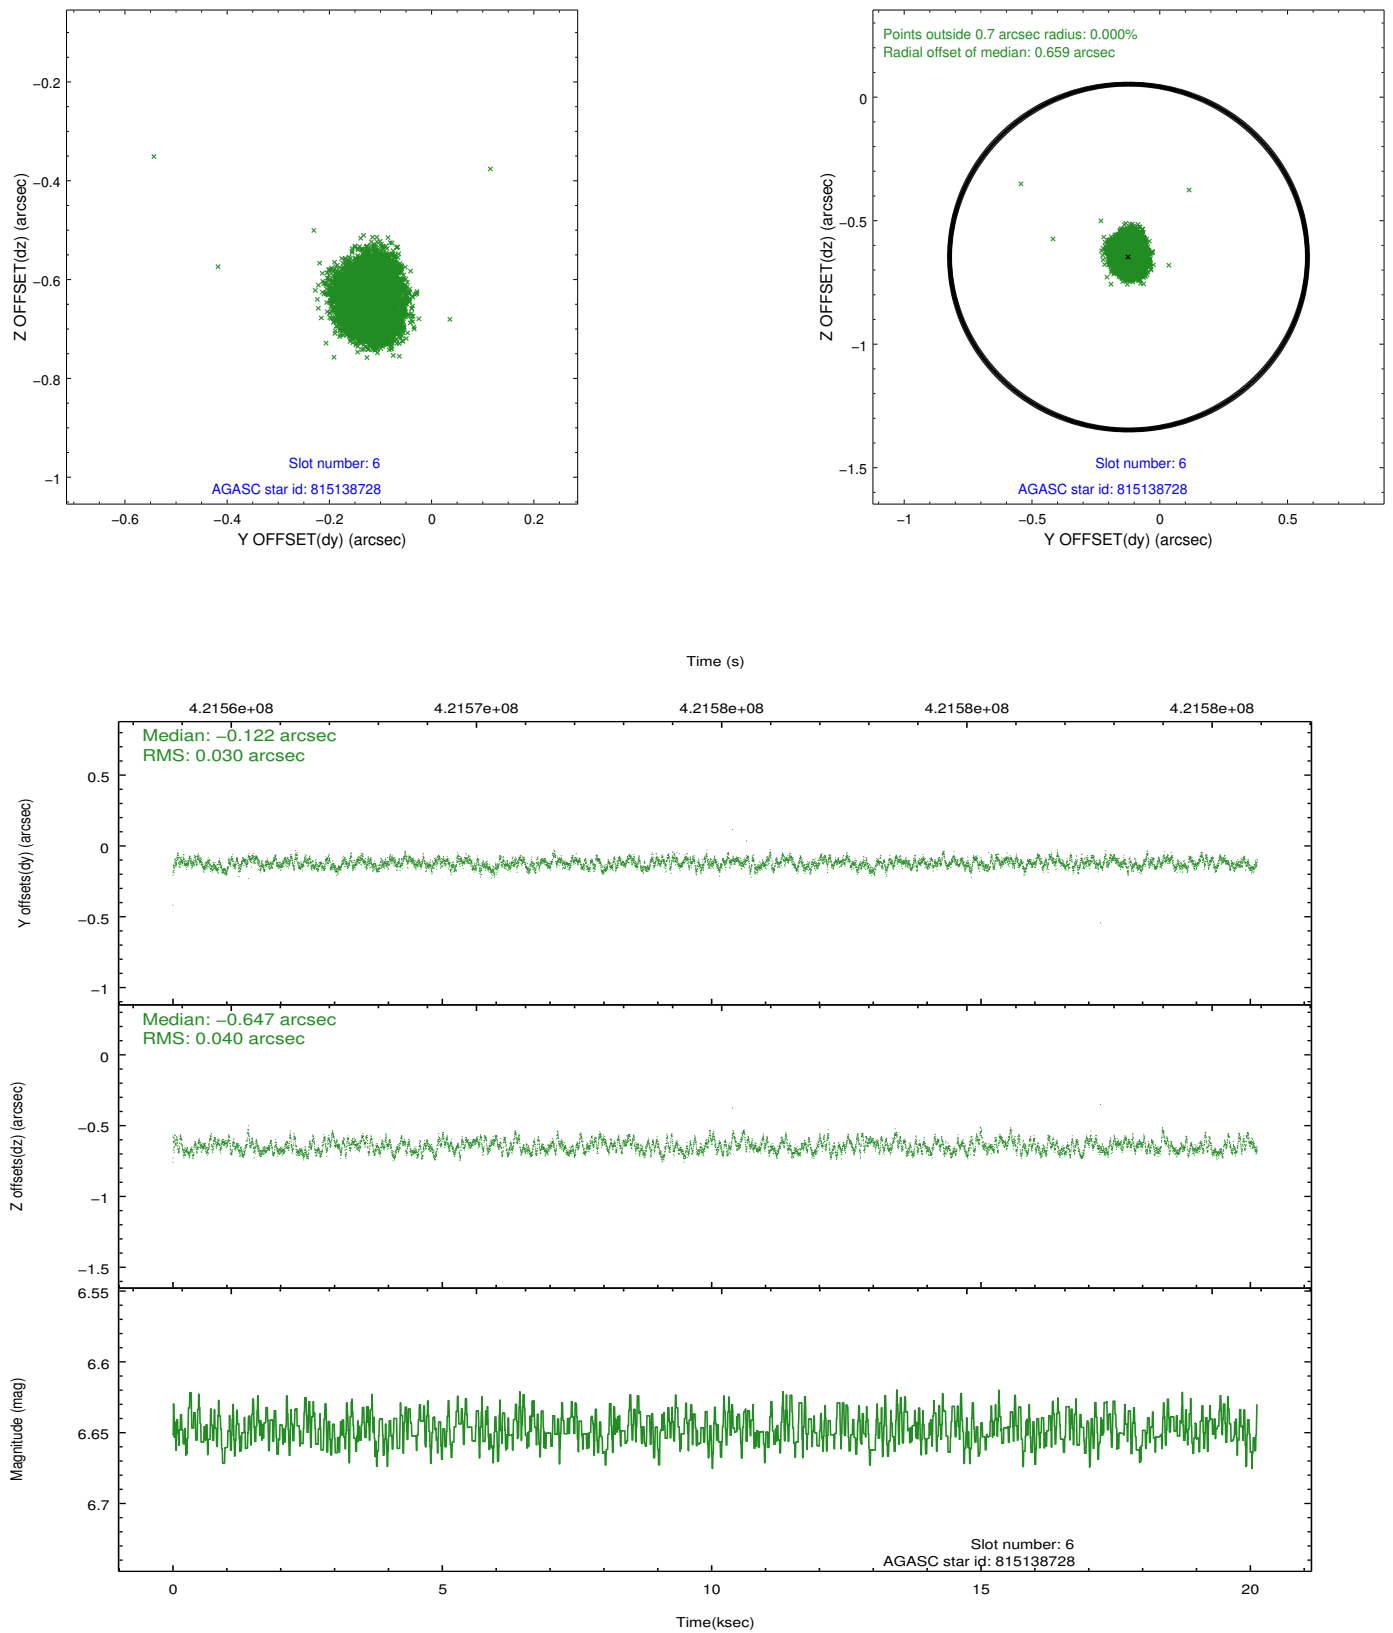 −0.2
−0.4
−0.6
−0.8
−1
Z OFFSET(dz) (arcsec)
Slot number: 6
AGASC star id: 815138728
−0.6
−0.4
−0.2
0
0.2
Y OFFSET(dy) (arcsec)
Points outside 0.7 arcsec radius: 0.000%
Radial offset of median: 0.659 arcsec
0
−0.5
−1
−1.5
Z OFFSET(dz) (arcsec)
Slot number: 6
AGASC star id: 815138728
−1
−0.5
0
0.5
Y OFFSET(dy) (arcsec)
Time (s)
4.2156e+08
4.2157e+08
4.2158e+08
4.2158e+08
4.2158e+08
Median: −0.122 arcsec
RMS: 0.030 arcsec
0.5
0
−0.5
−1
Y offsets(dy) (arcsec)
Median: −0.647 arcsec
RMS: 0.040 arcsec
0
−0.5
−1
−1.5
Z offsets(dz) (arcsec)
6.55
6.6
6.65
6.7
Magnitude (mag)
Slot number: 6
AGASC star id: 815138728
0
5
10
15
20
Time(ksec)